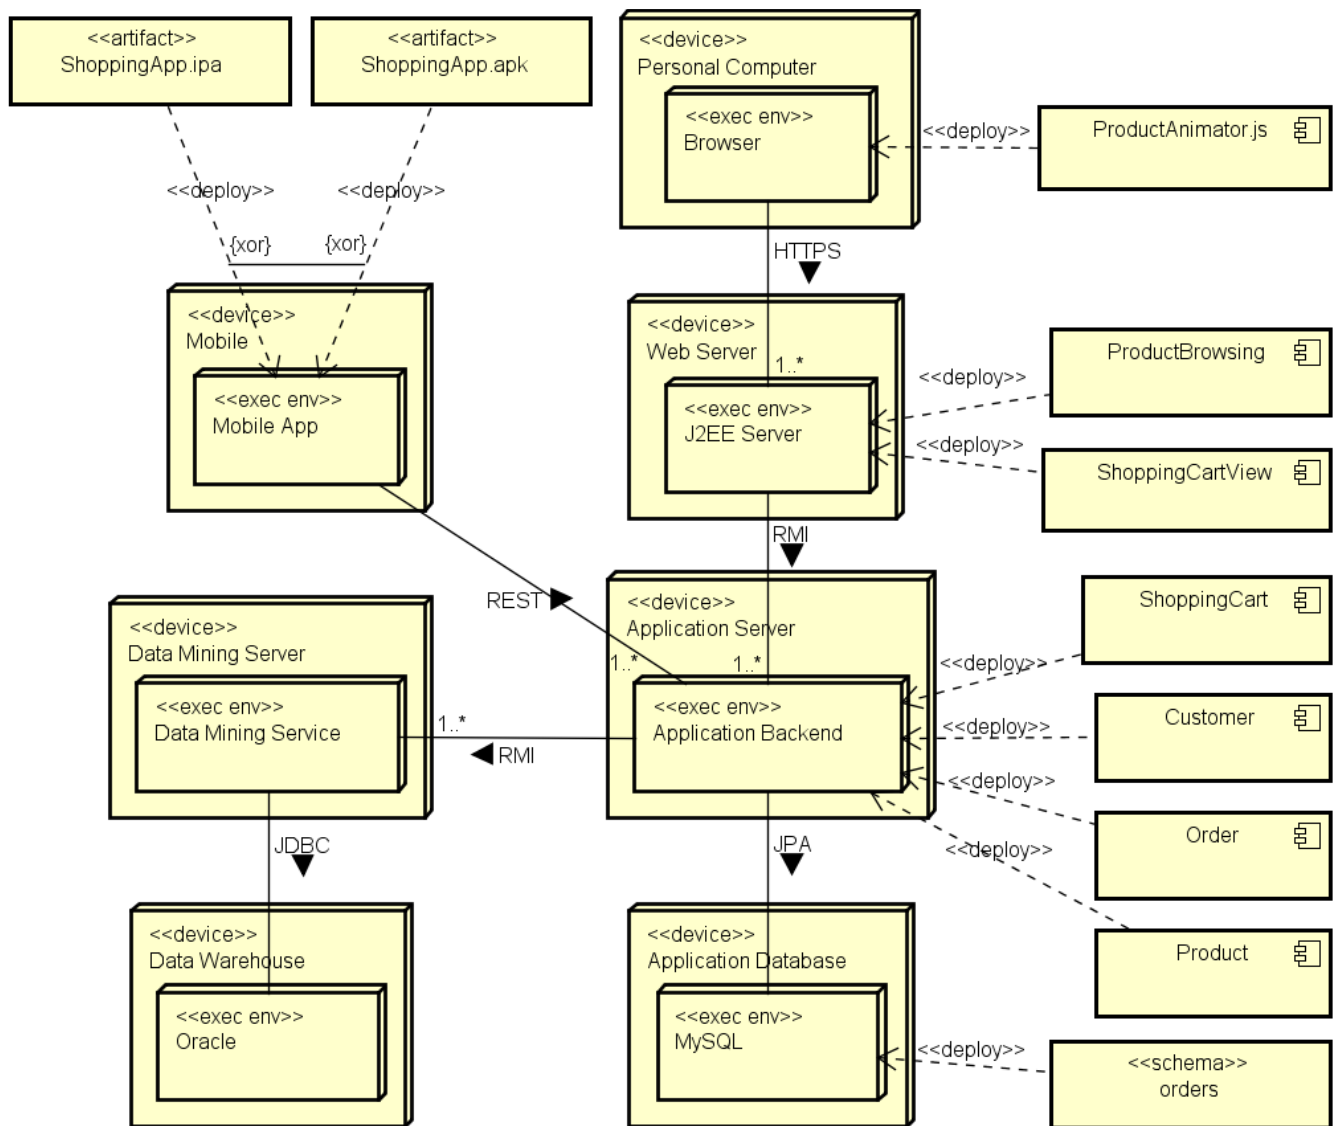 <<artifact>>
ShoppingApp.ipa
<<artifact>>
ShoppingApp.apk
<<device>>
Personal Computer
<<exec env>>
Browser
<<deploy>>
ProductAnimator.js
<<deploy>>
<<deploy>>
{xor}
{xor}
HTTPS
<<device>>
Mobile
<<exec env>>
Mobile App
<<device>>
Web Server
1..*
<<exec env>>
J2EE Server
<<deploy>>
ProductBrowsing
<<deploy>>
ShoppingCartView
RMI
REST
<<device>>
Data Mining Server
<<exec env>>
Data Mining Service
1..*
RMI
<<device>>
Application Server
1..*
1..*
<<exec env>>
Application Backend
<<deploy>>
ShoppingCart
<<deploy>>
Customer
<<deploy>>
Order
<<deploy>>
Product
JDBC
JPA
<<device>>
Data Warehouse
<<exec env>>
Oracle
<<device>>
Application Database
<<exec env>>
MySQL
<<deploy>>
<<schema>>
orders